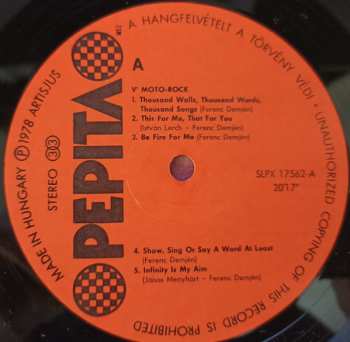 A HANGFELVÉTELT A TÖRVÉNY VÉDI · UNAUTHORIZED COPYING OF THIS RECORD IS PROHIBITED
MADE IN HUNGARY Ⓟ 1978 ARTISJUS
STEREO 33
PEPITA
A
V' MOTO-ROCK
1. Thousand Walls, Thousand Words,
Thousand Songs (Ferenc Demjén)
2. This For Me, That For You
(István Lerch – Ferenc Demjén)
3. Be Fire For Me (Ferenc Demjén)
SLPX 17562-A
20'17"
4. Show, Sing Or Say A Word At Least
(Ferenc Demjén)
5. Infinity Is My Aim
(János Menyhárt – Ferenc Demjén)